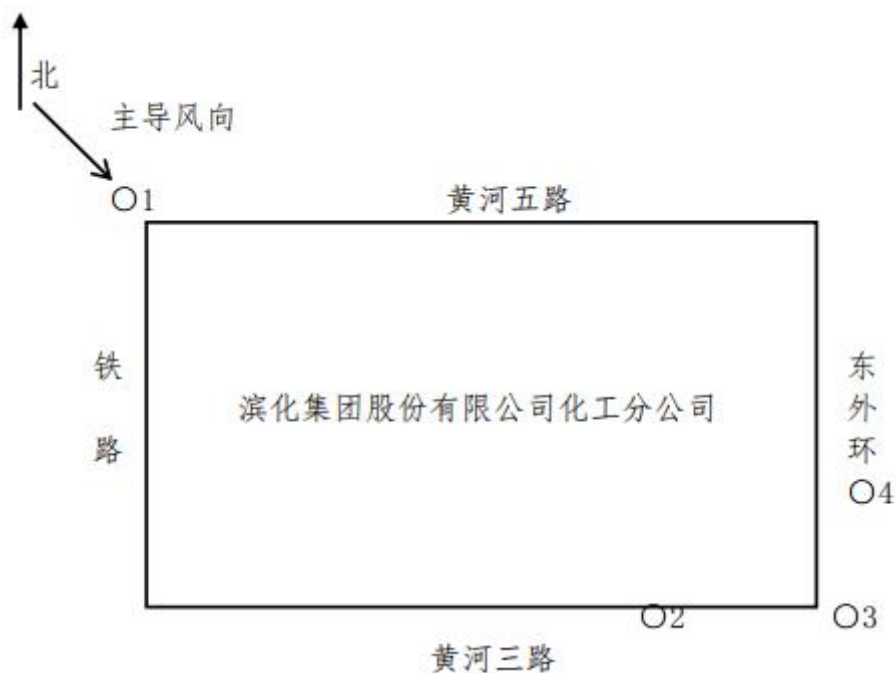 北
主导风向
○1
黄河五路
铁路
滨化集团股份有限公司化工分公司
东外环
○4
○2
○3
黄河三路